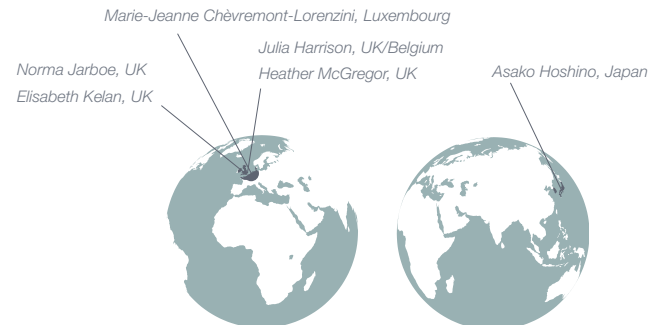 Marie-Jeanne Chèvremont-Lorenzini, Luxembourg
Julia Harrison, UK/Belgium
Heather McGregor, UK
Norma Jarboe, UK
Elisabeth Kelan, UK
Asako Hoshino, Japan